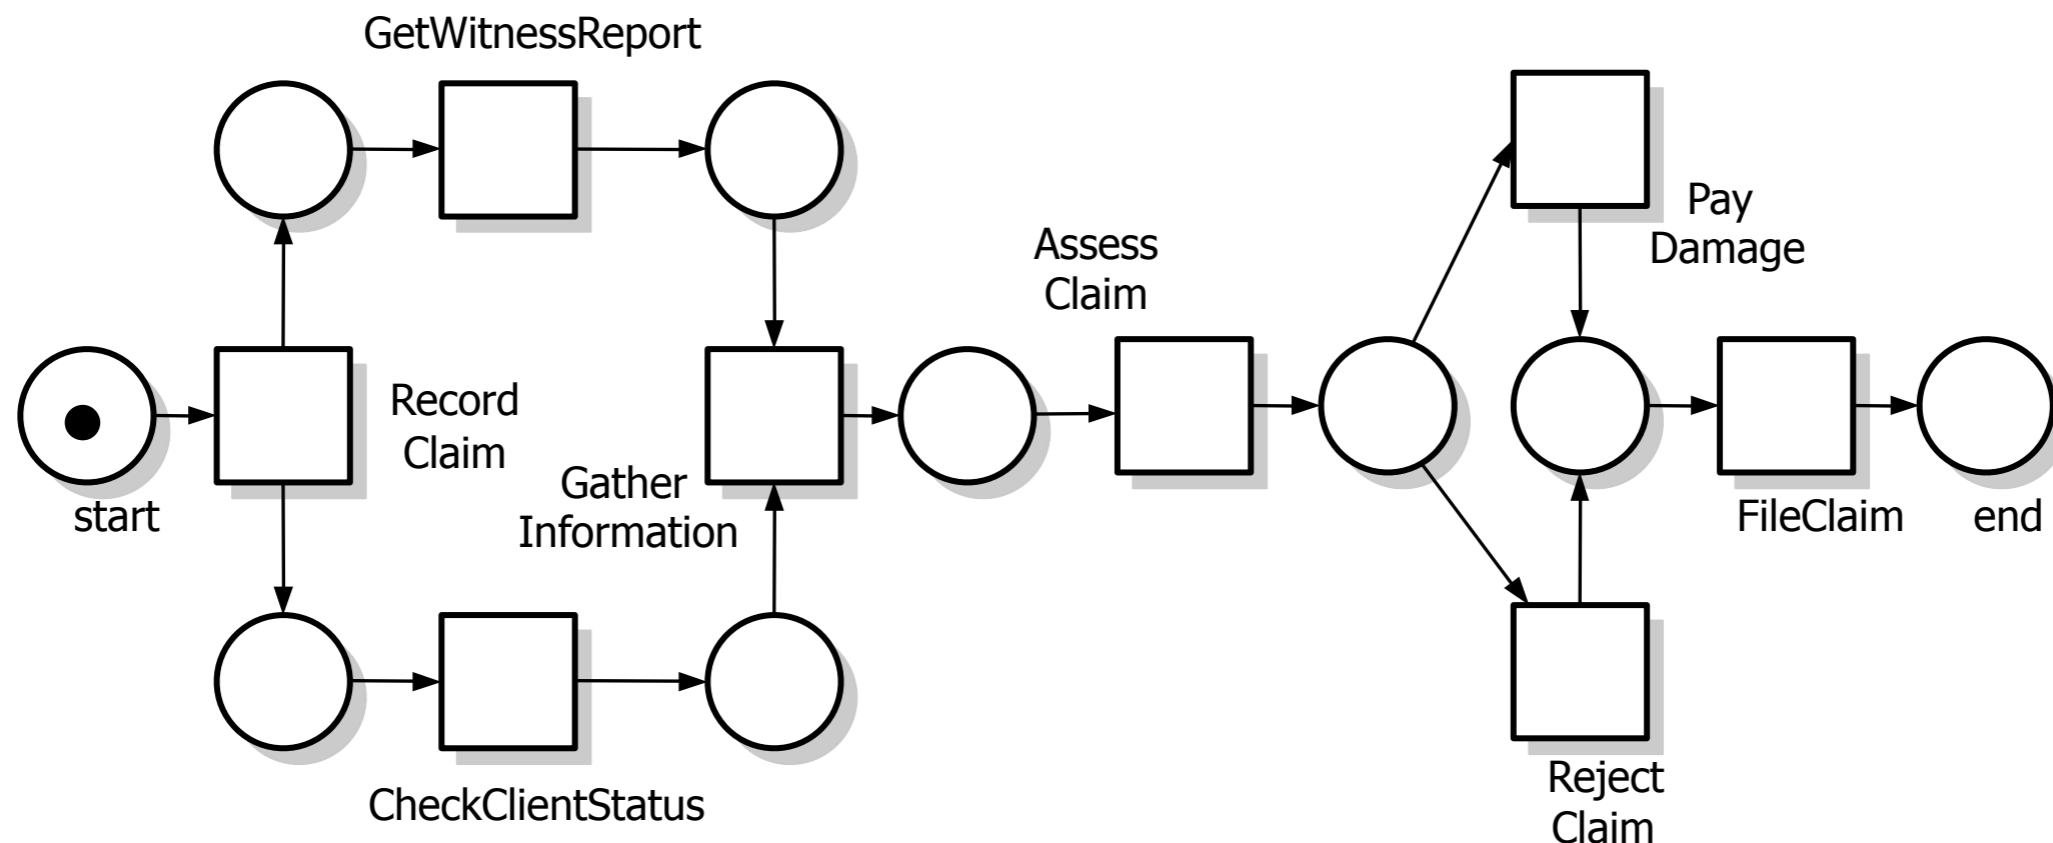 GetWitnessReport
Pay
Damage
Assess
Claim
Record
Claim
Gather
Information
start
FileClaim
end
CheckClientStatus
Reject
Claim